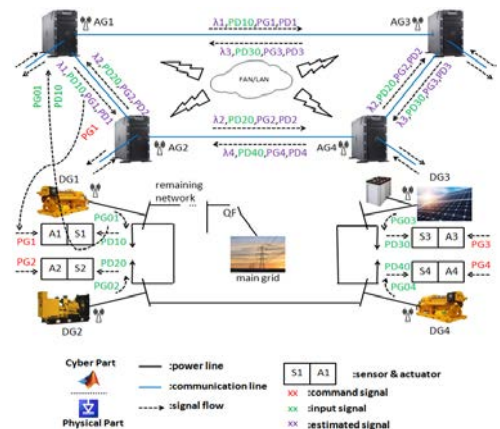 AG1
AG3
λ1,PD10,PG1,PD1
λ3,PD30,PG3,PD3
FAN/LAN
PG01
PD10
λ1,PD10,PG1,PD1
λ2,PD20,PG2,PD2
λ2,PD20,PG2,PD2
λ3,PD30,PG3,PD3
PG1
λ2,PD20,PG2,PD2
λ4,PD40,PG4,PD4
AG2
AG4
DG1
remaining
network
...
QF
DG3
PG01
PG03
PG1
A1
S1
PD10
PD30
S3
A3
PG3
PG2
A2
S2
PD20
PD40
S4
A4
PG4
PG02
main grid
PG04
DG2
DG4
Cyber Part
Physical Part
:power line
:communication line
:signal flow
S1
A1
:sensor & actuator
xx :command signal
xx :input signal
xx :estimated signal